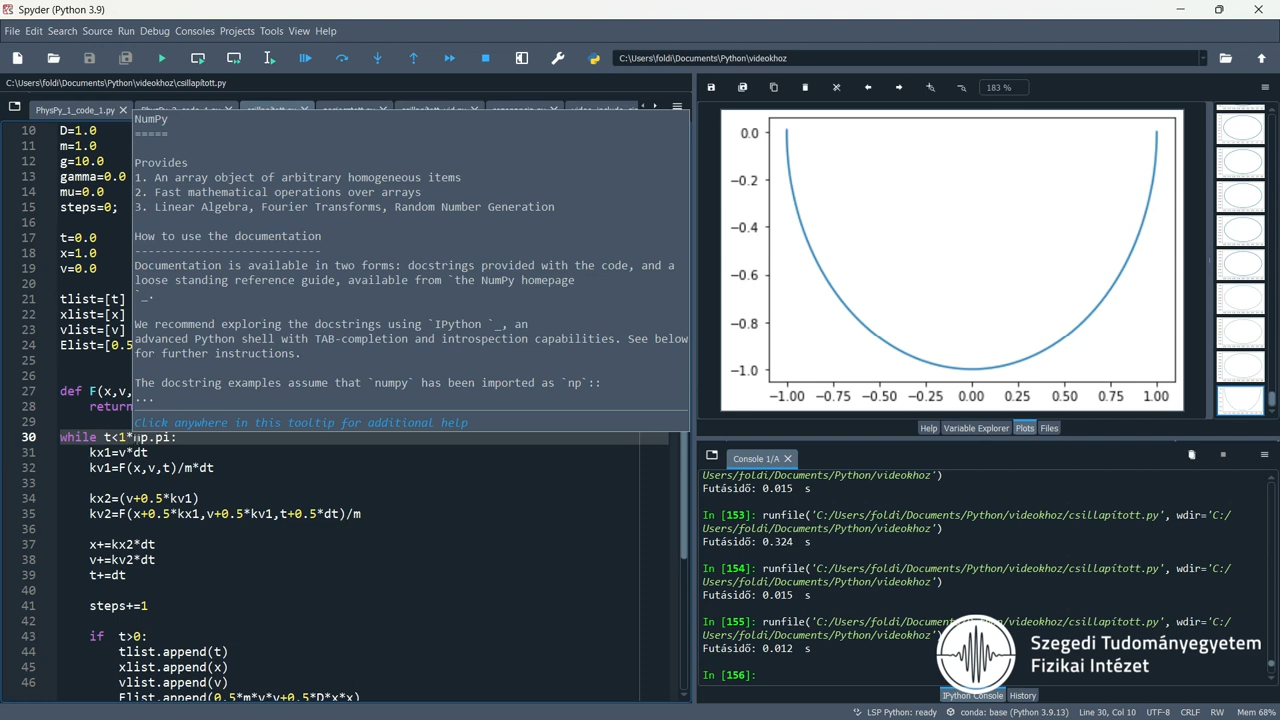 Spyder (Python 3.9)
File Edit Search Source Run Debug Consoles Projects Tools View Help
C:\Users\foldi\Documents\Python\videokhoz
C:\Users\foldi\Documents\Python\videokhoz\csillapított.py
PhysPy_1_code_1.py
10 D=1.0
11 m=1.0
12 g=10.0
13 gamma=0.0
14 mu=0.0
15 steps=0;
16
17 t=0.0
18 x=1.0
19 v=0.0
20
21 tlist=[t]
22 xlist=[x]
23 vlist=[v]
24 Elist=[0.5
25
26
27 def F(x,v,
28 return
29
30 while t<1*np.pi:
31 kx1=v*dt
32 kv1=F(x,v,t)/m*dt
33
34 kx2=(v+0.5*kv1)
35 kv2=F(x+0.5*kx1,v+0.5*kv1,t+0.5*dt)/m
36
37 x+=kx2*dt
38 v+=kv2*dt
39 t+=dt
40
41 steps+=1
42
43 if t>0:
44 tlist.append(t)
45 xlist.append(x)
46 vlist.append(v)
Elist.append(0.5*m*v*v+0.5*D*x*x)
NumPy
=====
Provides
1. An array object of arbitrary homogeneous items
2. Fast mathematical operations over arrays
3. Linear Algebra, Fourier Transforms, Random Number Generation
How to use the documentation
----------------------------
Documentation is available in two forms: docstrings provided with the code, and a
loose standing reference guide, available from `the NumPy homepage
`_.
We recommend exploring the docstrings using `IPython `_, an
advanced Python shell with TAB-completion and introspection capabilities. See below
for further instructions.
The docstring examples assume that `numpy` has been imported as `np`::
...
Click anywhere in this tooltip for additional help
183 %
0.0
−0.2
−0.4
−0.6
−0.8
−1.0
−1.00 −0.75 −0.50 −0.25 0.00 0.25 0.50 0.75 1.00
Help Variable Explorer Plots Files
Console 1/A
Users/foldi/Documents/Python/videokhoz')
Futásidő: 0.015 s
In [153]: runfile('C:/Users/foldi/Documents/Python/videokhoz/csillapított.py', wdir='C:/
Users/foldi/Documents/Python/videokhoz')
Futásidő: 0.324 s
In [154]: runfile('C:/Users/foldi/Documents/Python/videokhoz/csillapított.py', wdir='C:/
Users/foldi/Documents/Python/videokhoz')
Futásidő: 0.015 s
In [155]: runfile('C:/Users/foldi/Documents/Python/videokhoz/csillapított.py', wdir='C:/
Users/foldi/Documents/Python/videokhoz')
Futásidő: 0.012 s
In [156]:
Szegedi Tudományegyetem
Fizikai Intézet
IPython Console History
LSP Python: ready conda: base (Python 3.9.13) Line 30, Col 10 UTF-8 CRLF RW Mem 68%